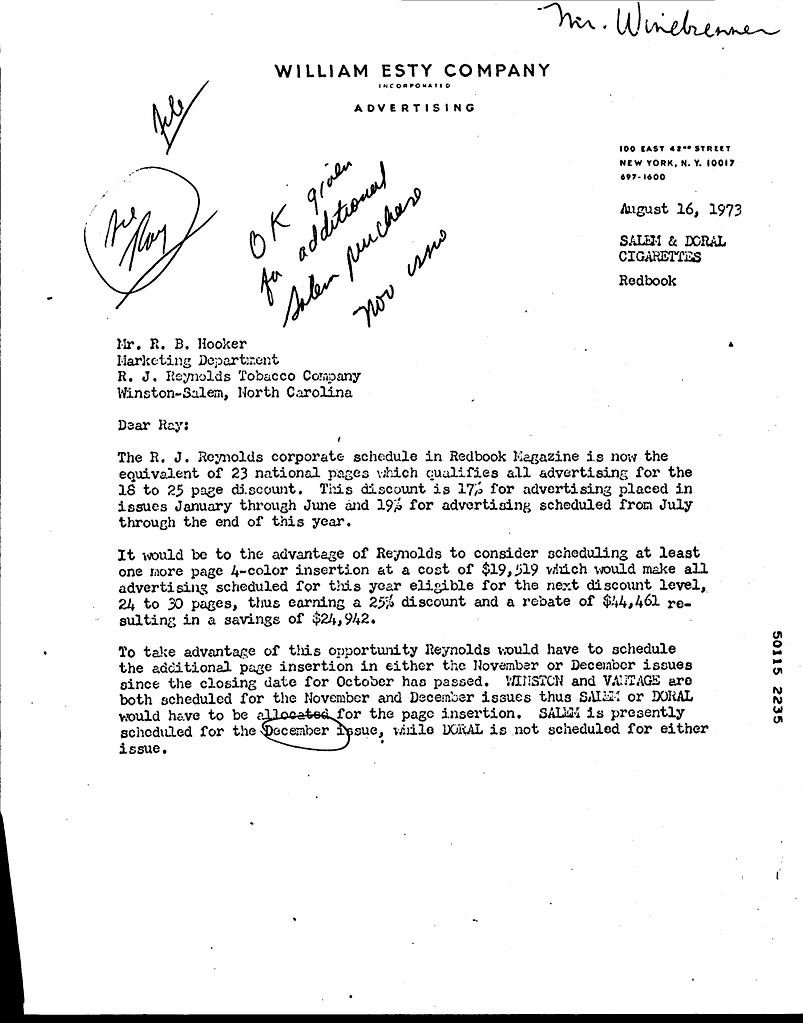 Mr. Winebrenner
WILLIAM ESTY COMPANY
INCORPORATED
ADVERTISING
File
100 EAST 42ND STREET
NEW YORK, N. Y. 10017
697-1600
Ray
OK given
for additional
Salem purchase
Nov issue
August 16, 1973
SALEM & DORAL
CIGARETTES
Redbook
Mr. R. B. Hooker
Marketing Department
R. J. Reynolds Tobacco Company
Winston-Salem, North Carolina
Dear Ray:
The R. J. Reynolds corporate schedule in Redbook Magazine is now the
equivalent of 23 national pages which qualifies all advertising for the
18 to 25 page discount. This discount is 17% for advertising placed in
issues January through June and 19% for advertising scheduled from July
through the end of this year.
It would be to the advantage of Reynolds to consider scheduling at least
one more page 4-color insertion at a cost of $19,519 which would make all
advertising scheduled for this year eligible for the next discount level,
24 to 30 pages, thus earning a 25% discount and a rebate of $44,461 re-
sulting in a savings of $24,942.
To take advantage of this opportunity Reynolds would have to schedule
the additional page insertion in either the November or December issues
since the closing date for October has passed. WINSTON and VANTAGE are
both scheduled for the November and December issues thus SALEM or DORAL
would have to be allocated for the page insertion. SALEM is presently
scheduled for the December issue, while DORAL is not scheduled for either
issue.
50115 2235